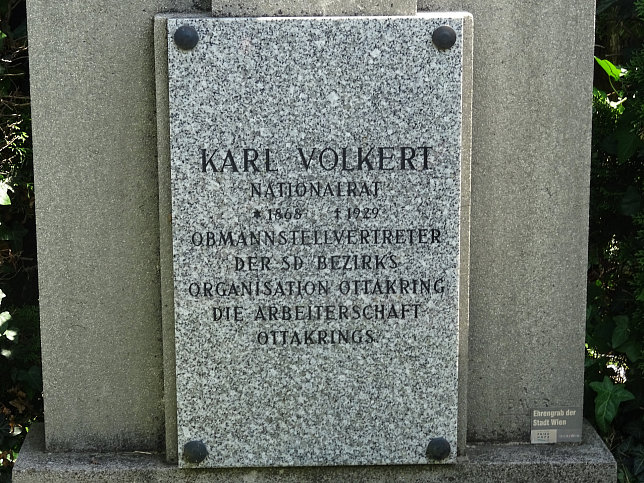 KARL VOLKERT
NATIONALRAT
* 1868 † 1929
OBMANNSTELLVERTRETER
DER SD BEZIRKS
ORGANISATION OTTAKRING
DIE ARBEITERSCHAFT
OTTAKRINGS
Ehrengrab der
Stadt Wien